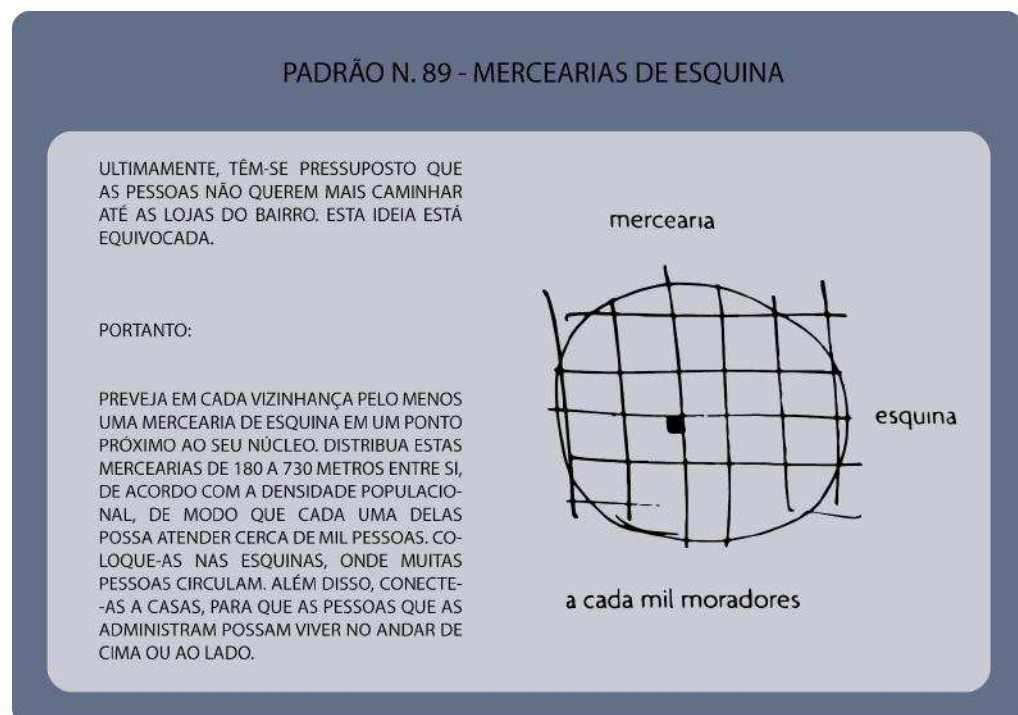 PADRÃO N. 89 - MERCEARIAS DE ESQUINA
ULTIMAMENTE, TÊM-SE PRESSUPOSTO QUE
AS PESSOAS NÃO QUEREM MAIS CAMINHAR
ATÉ AS LOJAS DO BAIRRO. ESTA IDEIA ESTÁ
EQUIVOCADA.
PORTANTO:
PREVEJA EM CADA VIZINHANÇA PELO MENOS
UMA MERCEARIA DE ESQUINA EM UM PONTO
PRÓXIMO AO SEU NÚCLEO. DISTRIBUA ESTAS
MERCEARIAS DE 180 A 730 METROS ENTRE SI,
DE ACORDO COM A DENSIDADE POPULACIO-
NAL, DE MODO QUE CADA UMA DELAS
POSSA ATENDER CERCA DE MIL PESSOAS. CO-
LOQUE-AS NAS ESQUINAS, ONDE MUITAS
PESSOAS CIRCULAM. ALÉM DISSO, CONECTE-
-AS A CASAS, PARA QUE AS PESSOAS QUE AS
ADMINISTRAM POSSAM VIVER NO ANDAR DE
CIMA OU AO LADO.
mercearia
esquina
a cada mil moradores